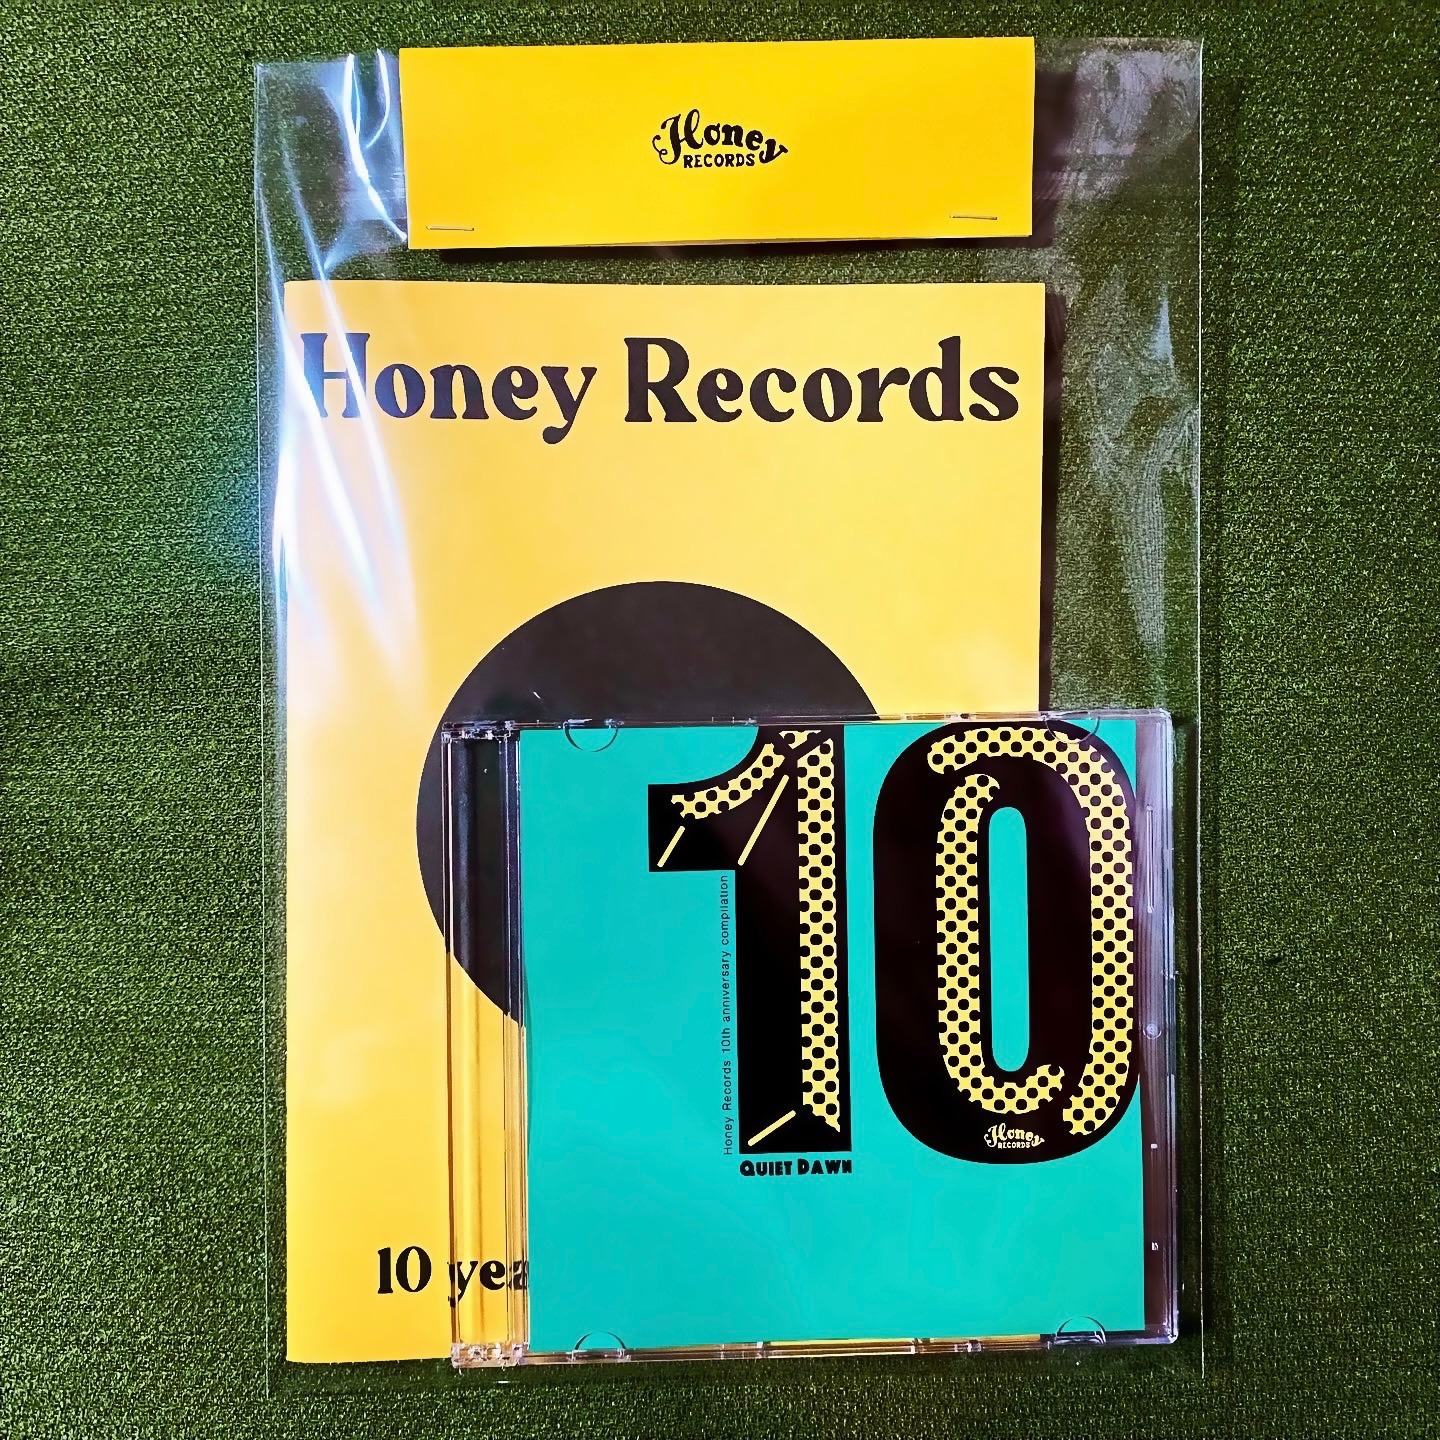 Honey
RECORDS
Honey Records
10
Honey Records 10th anniversary compilation
Honey
RECORDS
QUIET DAWN
10 yea